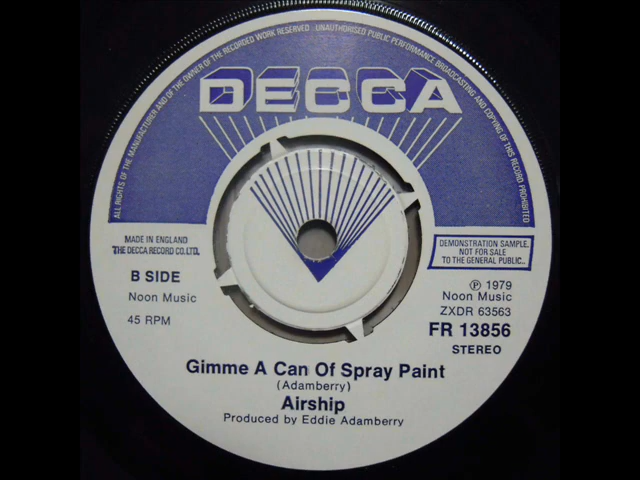 ALL RIGHTS OF THE MANUFACTURER AND OF THE OWNER OF THE RECORDED WORK RESERVED · UNAUTHORISED PUBLIC PERFORMANCE BROADCASTING AND COPYING OF THIS RECORD PROHIBITED
DECCA
MADE IN ENGLAND
THE DECCA RECORD CO. LTD.
DEMONSTRATION SAMPLE.
NOT FOR SALE
TO THE GENERAL PUBLIC..
B SIDE
Noon Music
45 RPM
℗ 1979
Noon Music
ZXDR 63563
FR 13856
STEREO
Gimme A Can Of Spray Paint
(Adamberry)
Airship
Produced by Eddie Adamberry